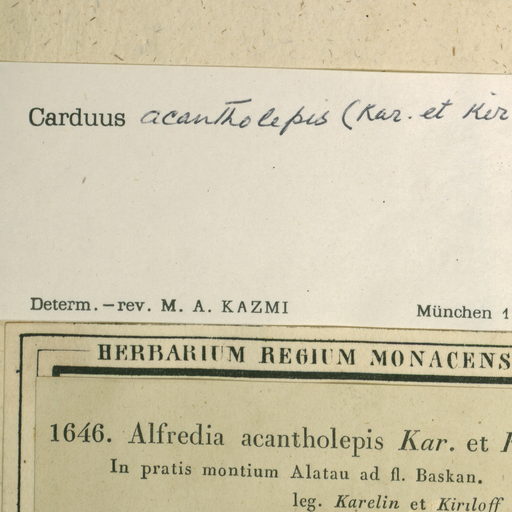 Carduus acantholepis (Kar. et Kir
Determ. – rev. M. A. KAZMI
München 1
HERBARIUM REGIUM MONACENS
1646. Alfredia acantholepis Kar. et
In pratis montium Alatau ad fl. Baskan.
leg. Karelin et Kiriloff